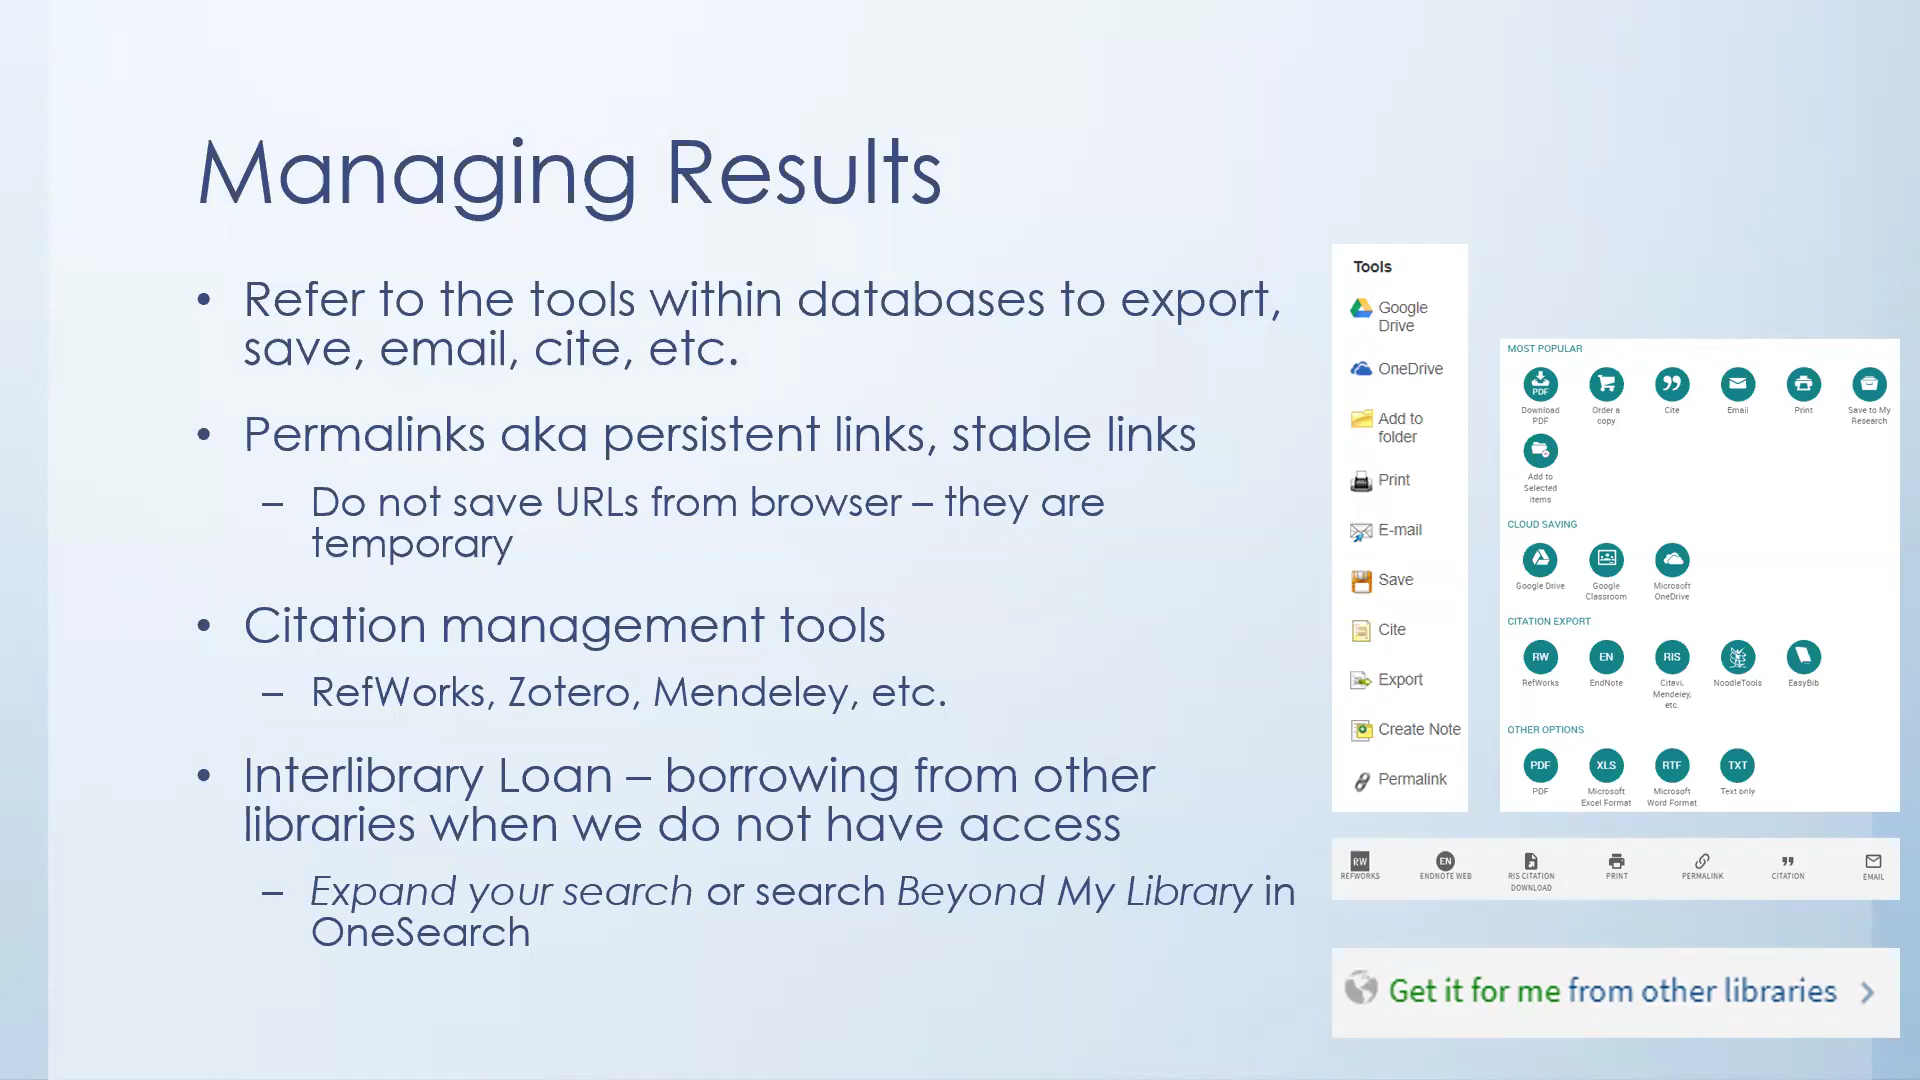 Managing Results
• Refer to the tools within databases to export,
save, email, cite, etc.
• Permalinks aka persistent links, stable links
– Do not save URLs from browser – they are
temporary
• Citation management tools
– RefWorks, Zotero, Mendeley, etc.
• Interlibrary Loan – borrowing from other
libraries when we do not have access
– Expand your search or search Beyond My Library in
OneSearch
Tools
Google
Drive
OneDrive
Add to
folder
Print
E-mail
Save
Cite
Export
Create Note
Permalink
MOST POPULAR
PDF
Download
PDF
Order a
copy
Cite
Email
Print
Save to My
Research
Add to
Selected
items
CLOUD SAVING
Google Drive
Google
Classroom
Microsoft
OneDrive
CITATION EXPORT
RW EN RIS
RefWorks
EndNote
Citavi,
Mendeley,
etc.
NoodleTools
EasyBib
OTHER OPTIONS
PDF XLS RTF TXT
PDF
Microsoft
Excel Format
Microsoft
Word Format
Text only
RW EN
REFWORKS
ENDNOTE WEB
RIS CITATION
DOWNLOAD
PRINT
PERMALINK
CITATION
EMAIL
Get it for me from other libraries